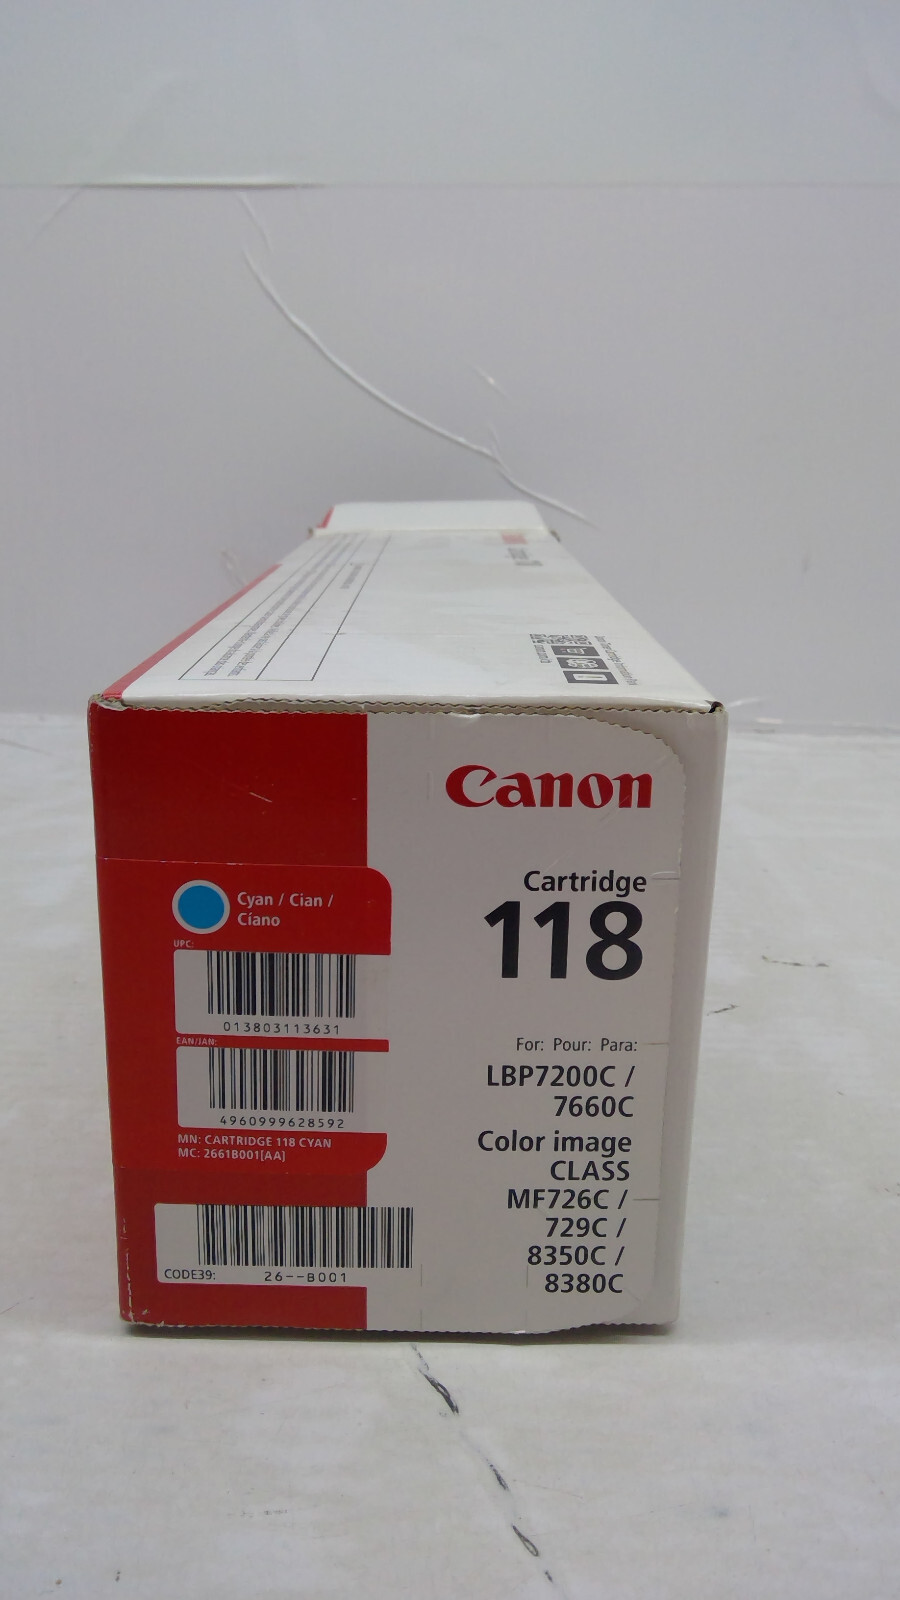 Canon
Cartridge
118
Cyan / Cian /
Cíano
UPC:
013803113631
EAN/JAN:
4960999628592
MN: CARTRIDGE 118 CYAN
MC: 2661B001[AA]
CODE39:
26--B001
For: Pour: Para:
LBP7200C /
7660C
Color image
CLASS
MF726C /
729C /
8350C /
8380C